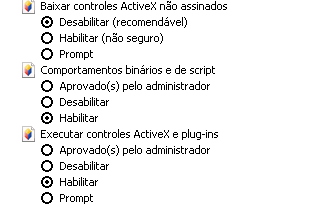 Baixar controles ActiveX não assinados
Desabilitar (recomendável)
Habilitar (não seguro)
Prompt
Comportamentos binários e de script
Aprovado(s) pelo administrador
Desabilitar
Habilitar
Executar controles ActiveX e plug-ins
Aprovado(s) pelo administrador
Desabilitar
Habilitar
Prompt